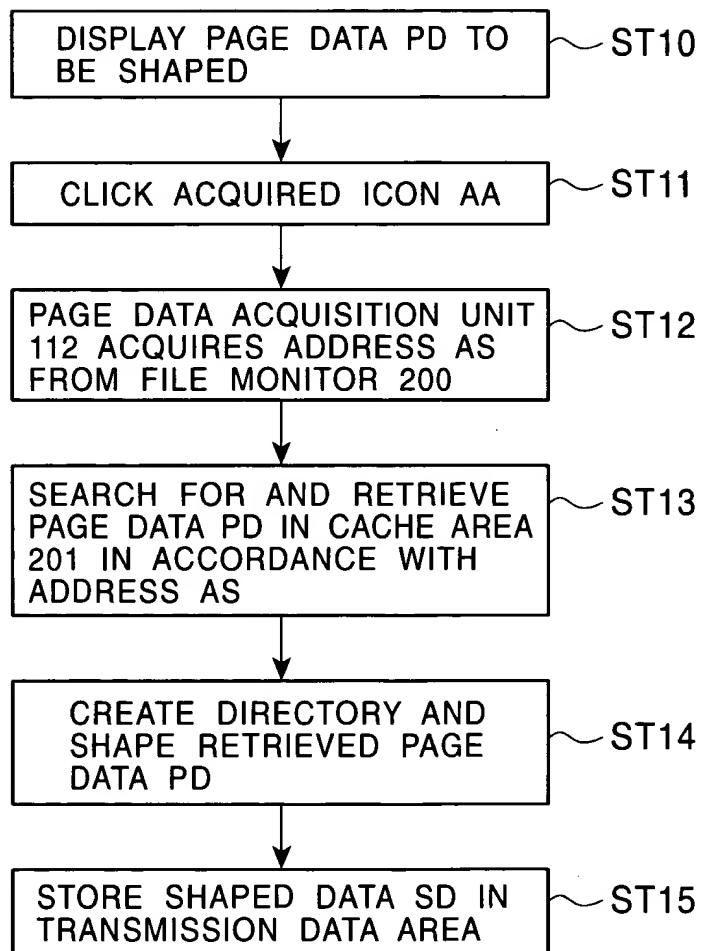 DISPLAY PAGE DATA PD TO
BE SHAPED
ST10
CLICK ACQUIRED ICON AA
ST11
PAGE DATA ACQUISITION UNIT
112 ACQUIRES ADDRESS AS
FROM FILE MONITOR 200
ST12
SEARCH FOR AND RETRIEVE
PAGE DATA PD IN CACHE AREA
201 IN ACCORDANCE WITH
ADDRESS AS
ST13
CREATE DIRECTORY AND
SHAPE RETRIEVED PAGE
DATA PD
ST14
STORE SHAPED DATA SD IN
TRANSMISSION DATA AREA
ST15